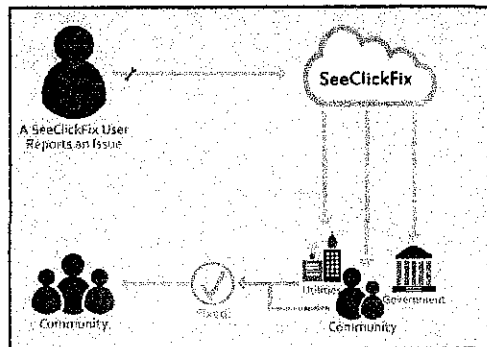 SeeClickFix
A SeeClickFix User
Reports an Issue
Utilities
Government
Community
Fixed
Community